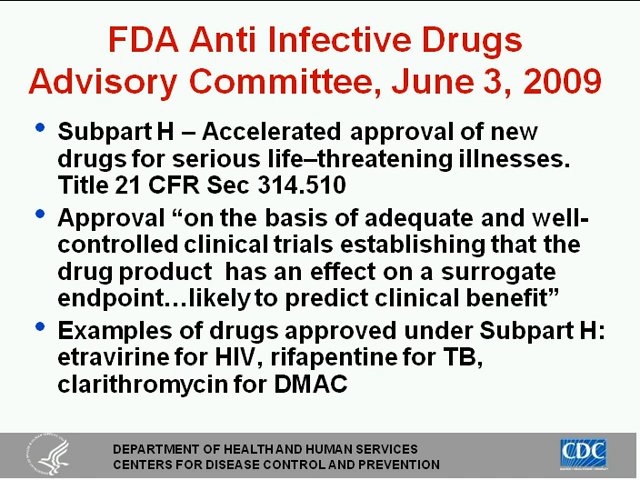 FDA Anti Infective Drugs
Advisory Committee, June 3, 2009
• Subpart H – Accelerated approval of new
drugs for serious life–threatening illnesses.
Title 21 CFR Sec 314.510
• Approval “on the basis of adequate and well-
controlled clinical trials establishing that the
drug product  has an effect on a surrogate
endpoint…likely to predict clinical benefit”
• Examples of drugs approved under Subpart H:
etravirine for HIV, rifapentine for TB,
clarithromycin for DMAC
DEPARTMENT OF HEALTH AND HUMAN SERVICES
CENTERS FOR DISEASE CONTROL AND PREVENTION
CDC